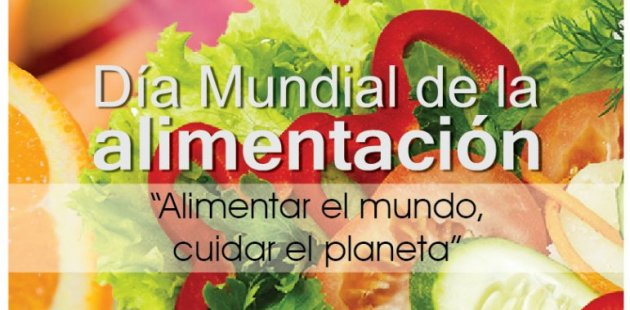 Día Mundial de la
alimentación
“Alimentar el mundo,
cuidar el planeta”